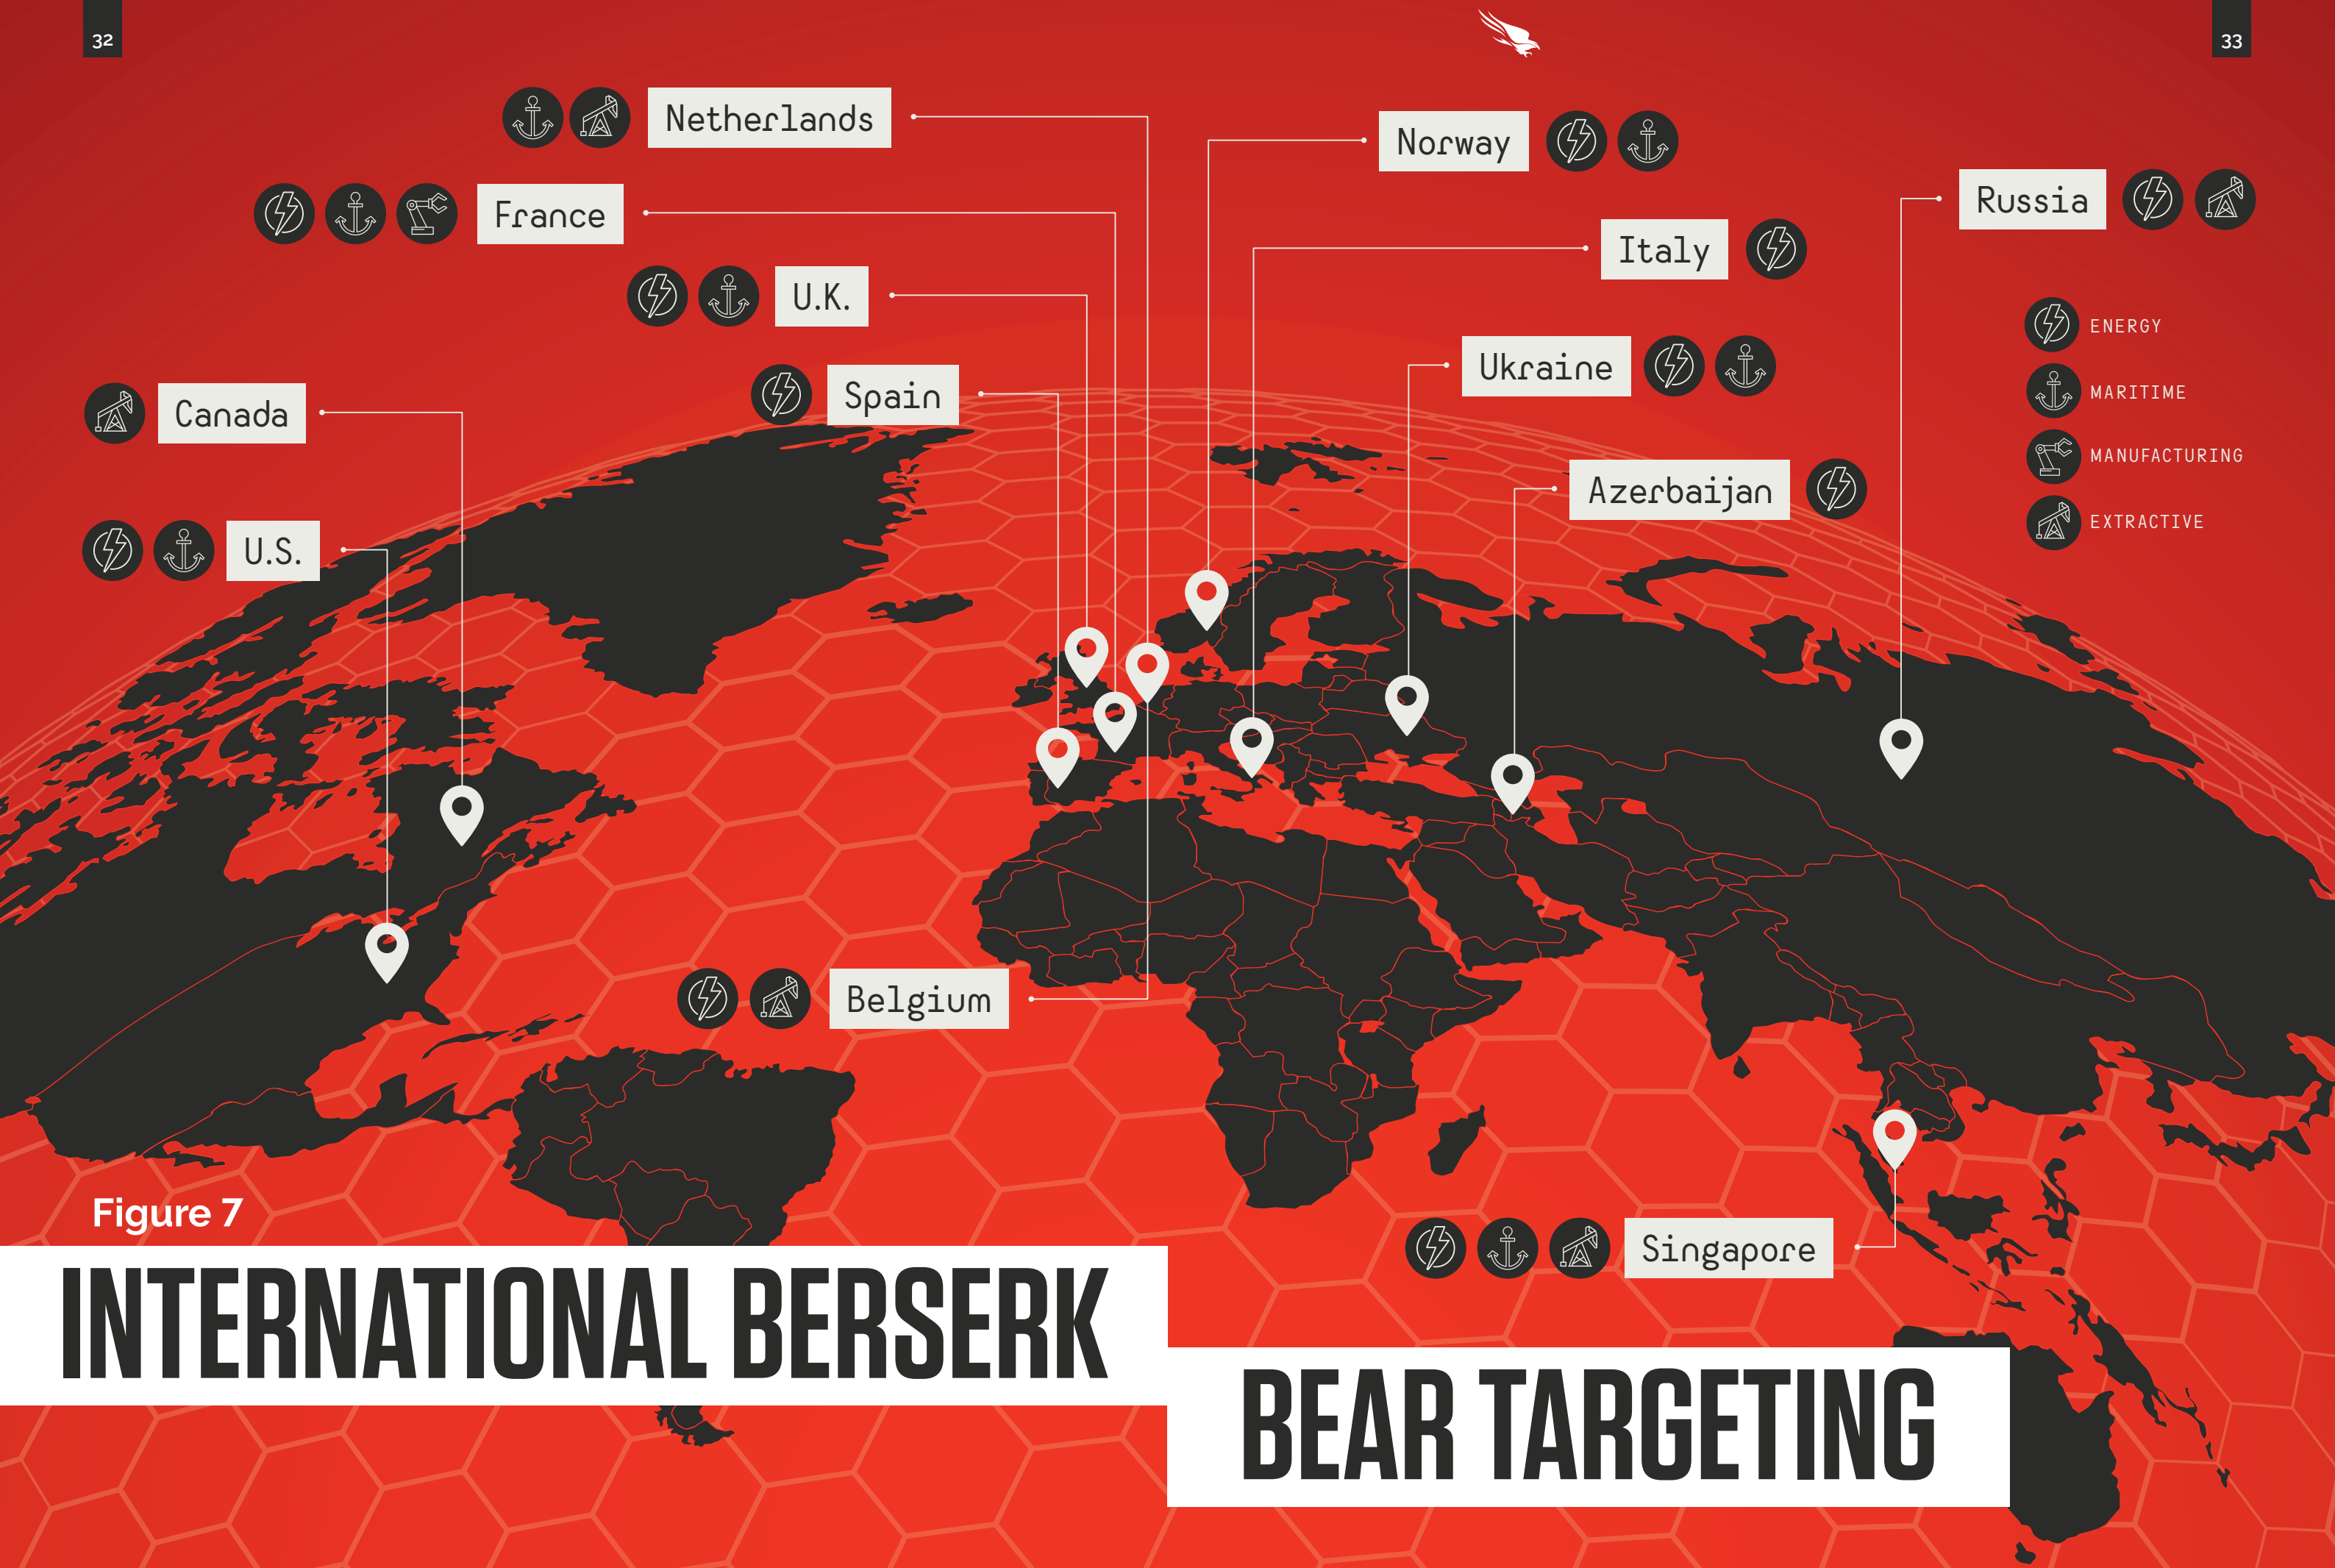 32
33
Netherlands
Norway
France
Russia
Italy
U.K.
ENERGY
Ukraine
Spain
MARITIME
Canada
MANUFACTURING
Azerbaijan
EXTRACTIVE
U.S.
Belgium
Figure 7
Singapore
INTERNATIONAL BERSERK
BEAR TARGETING